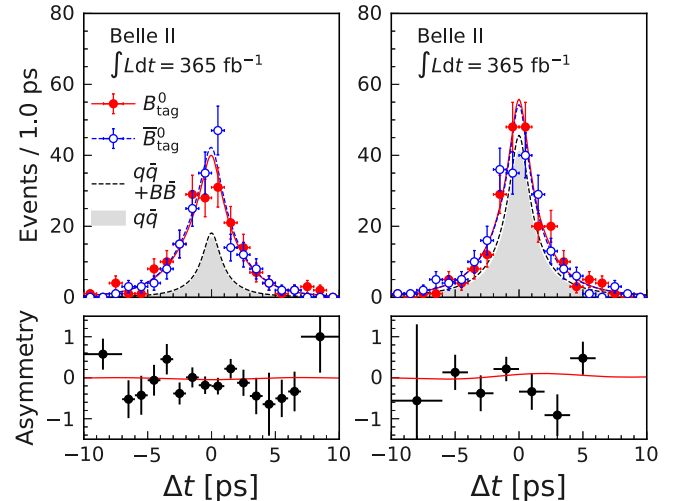 Events / 1.0 ps
80
60
40
20
0
Belle II
∫Ldt = 365 fb⁻¹
B⁰tag
B̅⁰tag
qq̄
+BB̄
qq̄
80
60
40
20
0
Belle II
∫Ldt = 365 fb⁻¹
Asymmetry
1
0
−1
−10 −5 0 5 10
Δt [ps]
1
0
−1
−10 −5 0 5 10
Δt [ps]